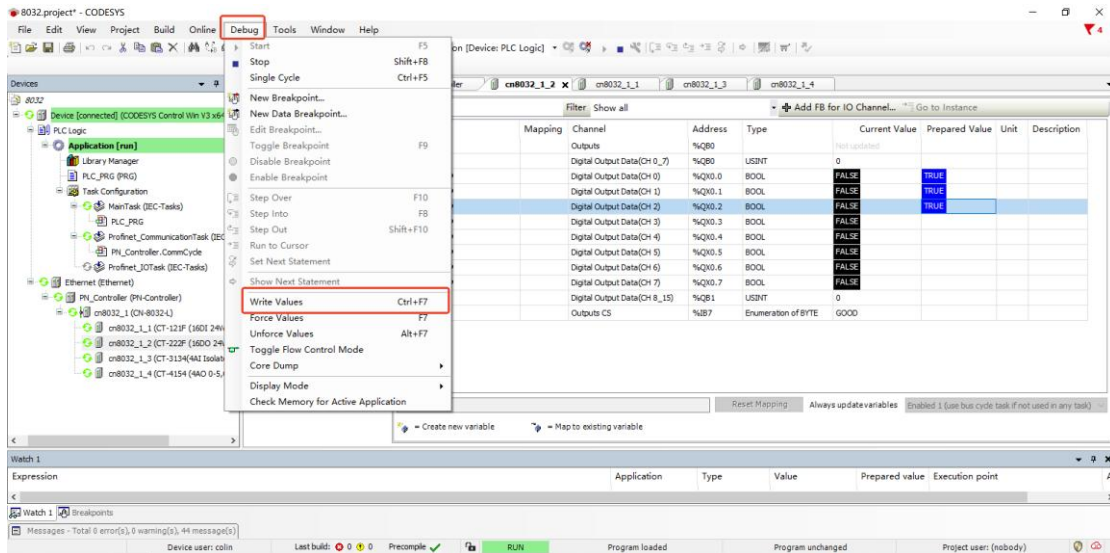 8032.project* - CODESYS
File Edit View Project Build Online Debug Tools Window Help
Start F5
on [Device: PLC Logic]
4
Stop Shift+F8
Single Cycle Ctrl+F5
Devices
cn8032_1_2 cn8032_1_1 cn8032_1_3 cn8032_1_4
8032
New Breakpoint...
Filter Show all Add FB for IO Channel... Go to Instance
Device [connected] (CODESYS Control Win V3 x64
New Data Breakpoint...
PLC Logic
Edit Breakpoint...
Mapping Channel Address Type Current Value Prepared Value Unit Description
Application [run]
Toggle Breakpoint F9
Outputs %QB0 Not updated
Library Manager
Disable Breakpoint
Digital Output Data(CH 0_7) %QB0 USINT 0
PLC_PRG (PRG)
Enable Breakpoint
Digital Output Data(CH 0) %QX0.0 BOOL FALSE TRUE
Task Configuration
Step Over F10
Digital Output Data(CH 1) %QX0.1 BOOL FALSE TRUE
MainTask (IEC-Tasks)
Step Into F8
Digital Output Data(CH 2) %QX0.2 BOOL FALSE TRUE
PLC_PRG
Step Out Shift+F10
Digital Output Data(CH 3) %QX0.3 BOOL FALSE
Profinet_CommunicationTask (IEC
Run to Cursor
Digital Output Data(CH 4) %QX0.4 BOOL FALSE
PN_Controller.CommCycle
Set Next Statement
Digital Output Data(CH 5) %QX0.5 BOOL FALSE
Profinet_IOTask (IEC-Tasks)
Digital Output Data(CH 6) %QX0.6 BOOL FALSE
Ethernet (Ethernet)
Show Next Statement
Digital Output Data(CH 7) %QX0.7 BOOL FALSE
PN_Controller (PN-Controller)
Write Values Ctrl+F7
Digital Output Data(CH 8_15) %QB1 USINT 0
cn8032_1 (CN-8032-L)
Force Values F7
Outputs CS %IB7 Enumeration of BYTE GOOD
cn8032_1_1 (CT-121F (16DI 24V
Unforce Values Alt+F7
cn8032_1_2 (CT-222F (16DO 24
Toggle Flow Control Mode
cn8032_1_3 (CT-3134(4AI Isolat
Core Dump
cn8032_1_4 (CT-4154 (4AO 0-5,
Display Mode
Check Memory for Active Application
Reset Mapping Always update variables Enabled 1 (use bus cycle task if not used in any task)
= Create new variable = Map to existing variable
Watch 1
Expression Application Type Value Prepared value Execution point
Watch 1 Breakpoints
Messages - Total 0 error(s), 0 warning(s), 44 message(s)
Device user: colin Last build: 0 0 Precompile RUN Program loaded Program unchanged Project user: (nobody)